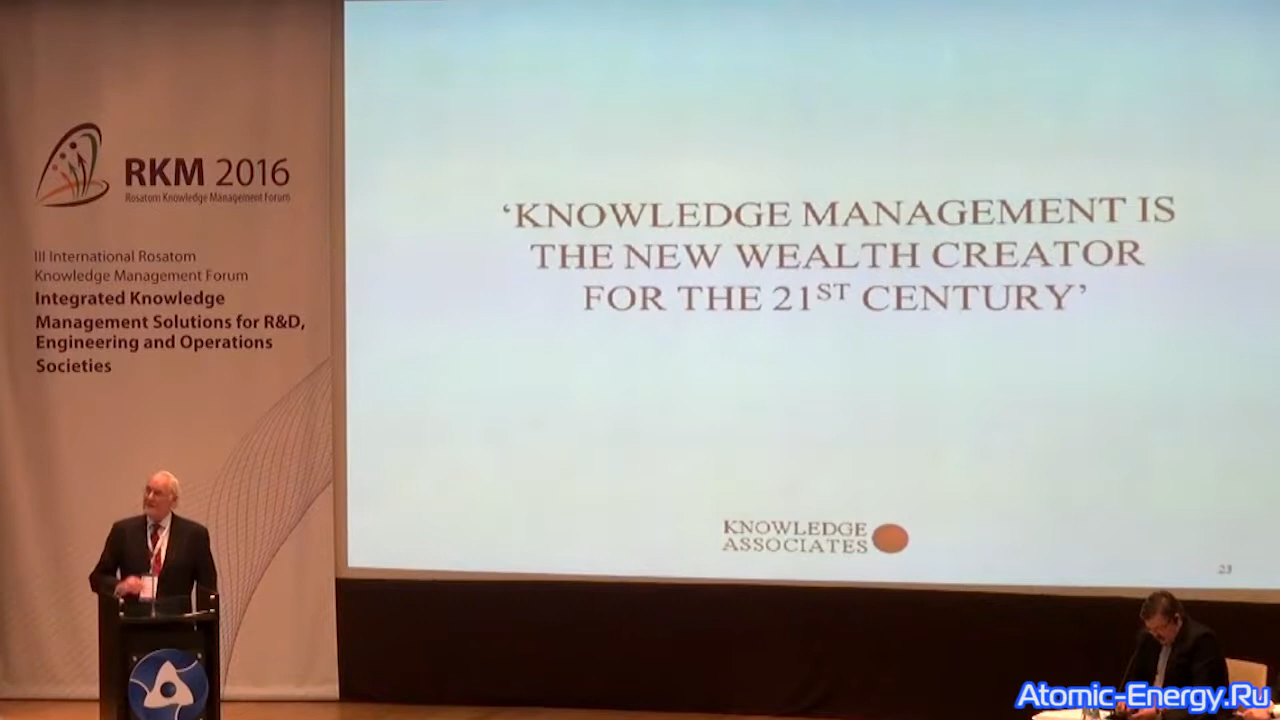 RKM 2016
Rosatom Knowledge Management Forum
III International Rosatom
Knowledge Management Forum
Integrated Knowledge
Management Solutions for R&D,
Engineering and Operations
Societies
‘KNOWLEDGE MANAGEMENT IS
THE NEW WEALTH CREATOR
FOR THE 21ST CENTURY’
KNOWLEDGE
ASSOCIATES
23
Atomic-Energy.Ru